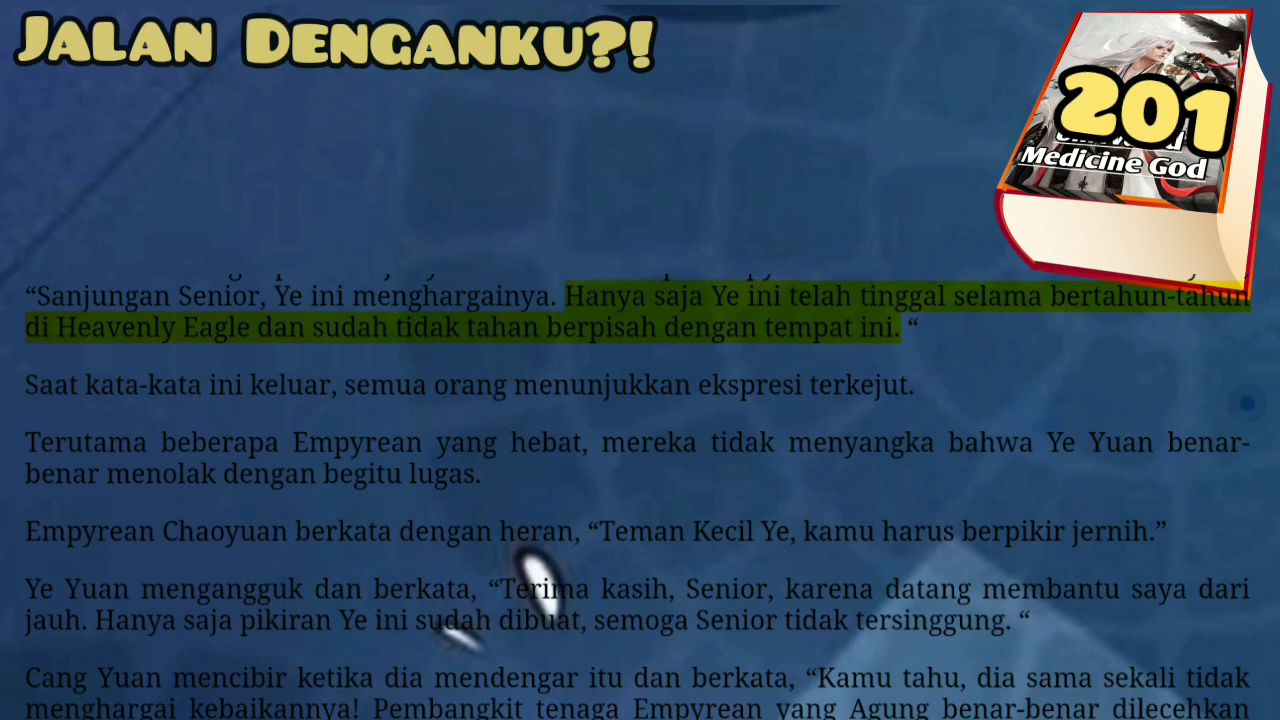 JALAN DENGANKU?!
201
Medicine God
“Sanjungan Senior, Ye ini menghargainya. Hanya saja Ye ini telah tinggal selama bertahun-tahun
di Heavenly Eagle dan sudah tidak tahan berpisah dengan tempat ini. “
Saat kata-kata ini keluar, semua orang menunjukkan ekspresi terkejut.
Terutama beberapa Empyrean yang hebat, mereka tidak menyangka bahwa Ye Yuan benar-
benar menolak dengan begitu lugas.
Empyrean Chaoyuan berkata dengan heran, “Teman Kecil Ye, kamu harus berpikir jernih.”
Ye Yuan mengangguk dan berkata, “Terima kasih, Senior, karena datang membantu saya dari
jauh. Hanya saja pikiran Ye ini sudah dibuat, semoga Senior tidak tersinggung. “
Cang Yuan mencibir ketika dia mendengar itu dan berkata, “Kamu tahu, dia sama sekali tidak
menghargai kebaikannya! Pembangkit tenaga Empyrean yang Agung benar-benar dilecehkan